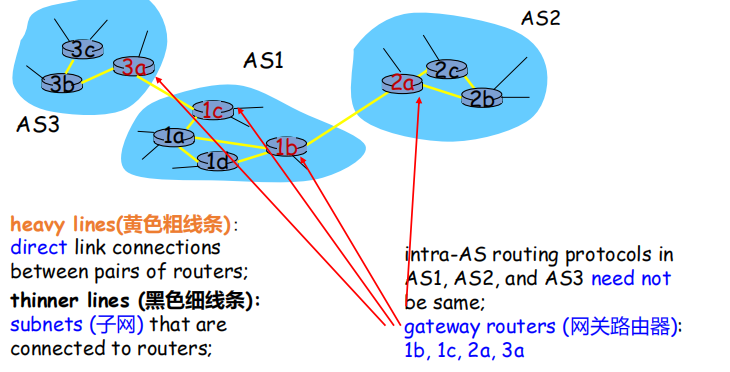 AS2
3c
3a
3b
AS1
2c
2a
2b
AS3
1c
1a
1b
1d
heavy lines(黄色粗线条):
direct link connections
between pairs of routers;
thinner lines (黑色细线条):
subnets (子网) that are
connected to routers;
intra-AS routing protocols in
AS1, AS2, and AS3 need not
be same;
gateway routers (网关路由器):
1b, 1c, 2a, 3a